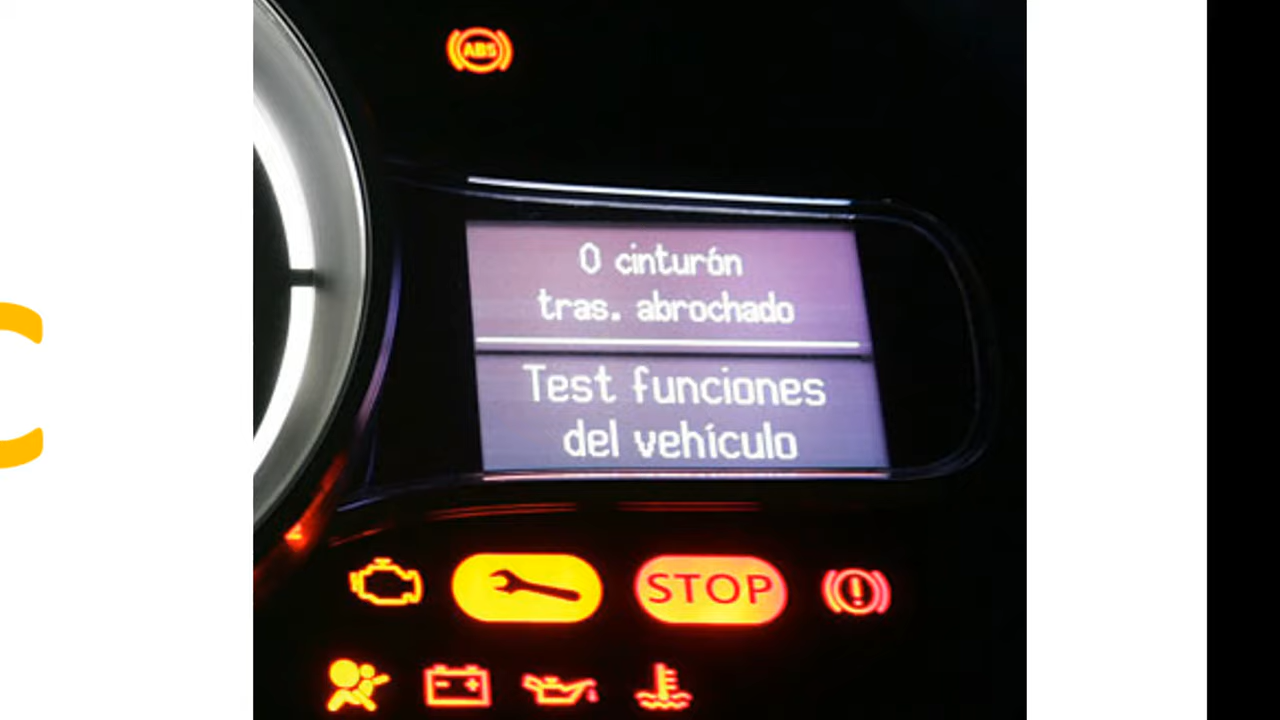 ABS
0 cinturón
tras. abrochado
Test funciones
del vehículo
STOP